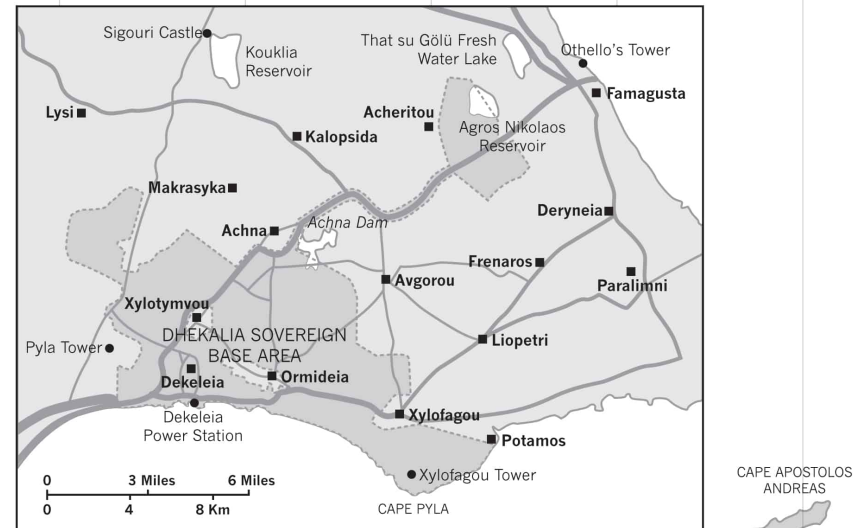 Sigouri Castle
Kouklia
Reservoir
That su Gölü Fresh
Water Lake
Othello's Tower
Famagusta
Lysi
Acheritou
Kalopsida
Agros Nikolaos
Reservoir
Makrasyka
Deryneia
Achna
Achna Dam
Frenaros
Paralimni
Avgorou
Xylotymvou
DHEKALIA SOVEREIGN
BASE AREA
Liopetri
Pyla Tower
Dekeleia
Ormideia
Xylofagou
Dekeleia
Power Station
Potamos
Xylofagou Tower
CAPE PYLA
0 3 Miles 6 Miles
0 4 8 Km
CAPE APOSTOLOS
ANDREAS